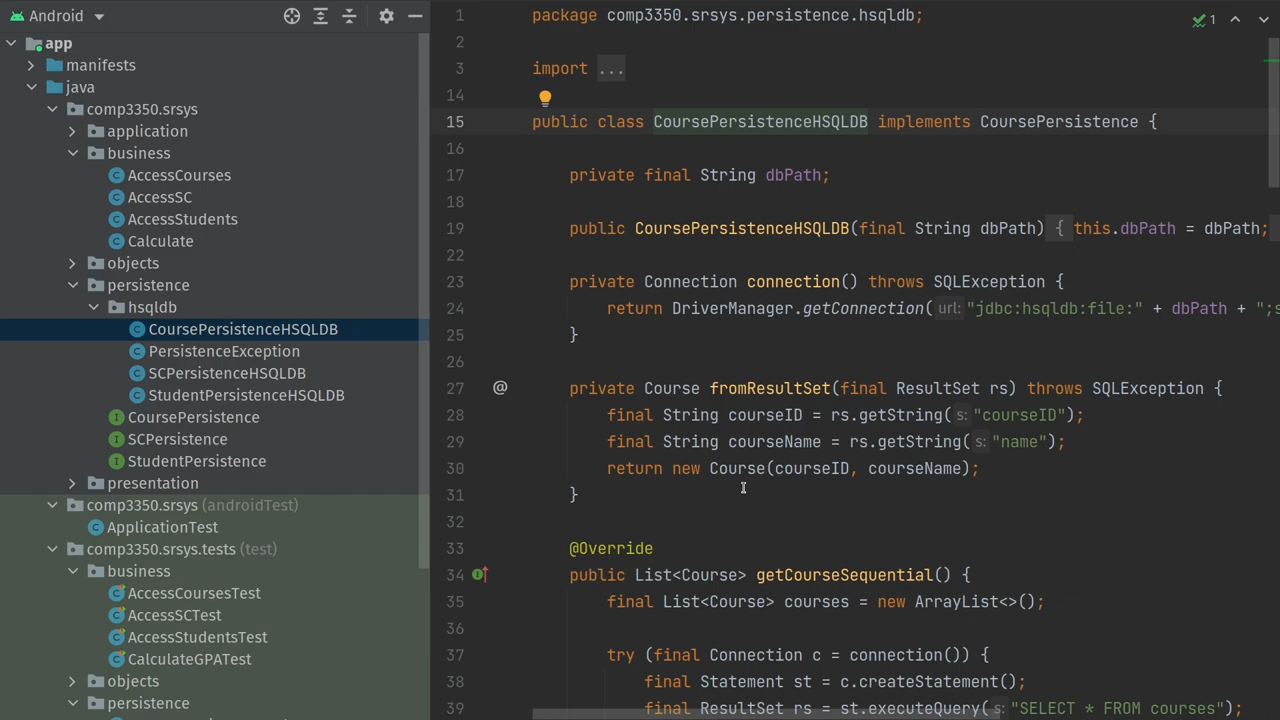 Android
app
manifests
java
comp3350.srsys
application
business
AccessCourses
AccessSC
AccessStudents
Calculate
objects
persistence
hsqldb
CoursePersistenceHSQLDB
PersistenceException
SCPersistenceHSQLDB
StudentPersistenceHSQLDB
CoursePersistence
SCPersistence
StudentPersistence
presentation
comp3350.srsys (androidTest)
ApplicationTest
comp3350.srsys.tests (test)
business
AccessCoursesTest
AccessSCTest
AccessStudentsTest
CalculateGPATest
objects
persistence
1 package comp3350.srsys.persistence.hsqldb;
1
2
3 import ...
14
15 public class CoursePersistenceHSQLDB implements CoursePersistence {
16
17 private final String dbPath;
18
19 public CoursePersistenceHSQLDB(final String dbPath) { this.dbPath = dbPath;
22
23 private Connection connection() throws SQLException {
24 return DriverManager.getConnection( url: "jdbc:hsqldb:file:" + dbPath + ";s
25 }
26
27 @ private Course fromResultSet(final ResultSet rs) throws SQLException {
28 final String courseID = rs.getString( s: "courseID");
29 final String courseName = rs.getString( s: "name");
30 return new Course(courseID, courseName);
31 }
32
33 @Override
34 public List<Course> getCourseSequential() {
35 final List<Course> courses = new ArrayList<>();
36
37 try (final Connection c = connection()) {
38 final Statement st = c.createStatement();
39 final ResultSet rs = st.executeQuery( s: "SELECT * FROM courses");